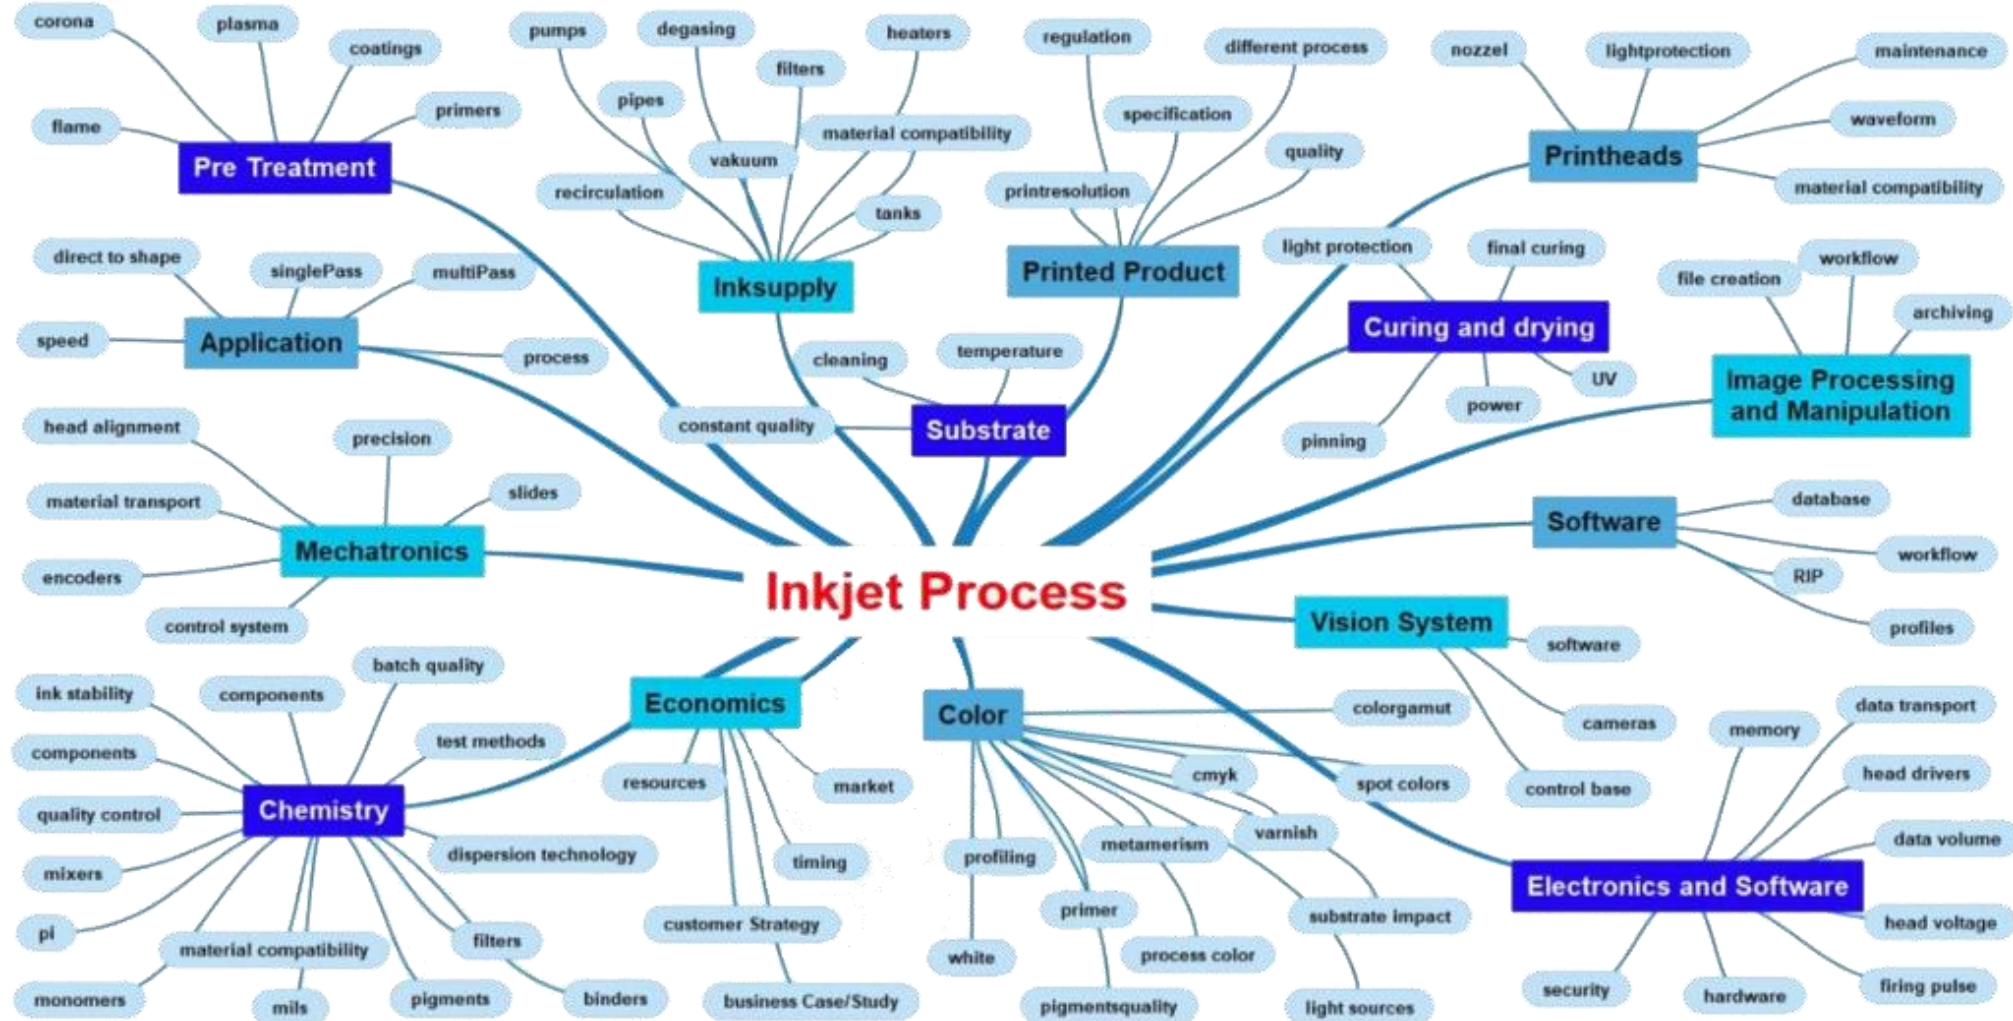 corona
plasma
coatings
flame
primers
Pre Treatment
pumps
degasing
heaters
filters
pipes
material compatibility
vakuum
recirculation
tanks
Inksupply
regulation
different process
specification
quality
printresolution
Printed Product
nozzel
lightprotection
maintenance
waveform
Printheads
material compatibility
direct to shape
singlePass
multiPass
speed
Application
process
light protection
final curing
Curing and drying
UV
power
pinning
file creation
workflow
archiving
Image Processing
and Manipulation
cleaning
temperature
constant quality
Substrate
head alignment
precision
material transport
slides
Mechatronics
encoders
control system
Inkjet Process
Software
database
workflow
RIP
profiles
Vision System
software
cameras
control base
ink stability
components
batch quality
components
test methods
quality control
Chemistry
mixers
dispersion technology
pi
material compatibility
filters
monomers
mils
pigments
binders
Economics
resources
market
timing
customer Strategy
business Case/Study
Color
colorgamut
cmyk
spot colors
varnish
profiling
metamerism
primer
substrate impact
white
process color
pigmentsquality
light sources
memory
data transport
head drivers
data volume
Electronics and Software
head voltage
firing pulse
security
hardware